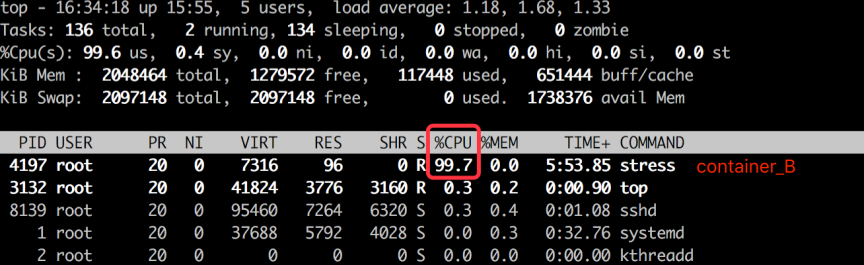 top - 16:34:18 up 15:55,  5 users,  load average: 1.18, 1.68, 1.33
Tasks: 136 total,   2 running, 134 sleeping,   0 stopped,   0 zombie
%Cpu(s): 99.6 us,  0.4 sy,  0.0 ni,  0.0 id,  0.0 wa,  0.0 hi,  0.0 si,  0.0 st
KiB Mem :  2048464 total,  1279572 free,   117448 used,   651444 buff/cache
KiB Swap:  2097148 total,  2097148 free,        0 used.  1738376 avail Mem
PID USER      PR  NI    VIRT    RES    SHR S %CPU %MEM     TIME+ COMMAND
4197 root      20   0    7316     96      0 R 99.7  0.0   5:53.85 stress container_B
3132 root      20   0   41824   3776   3160 R  0.3  0.2   0:00.90 top
8139 root      20   0   95460   7264   6320 S  0.3  0.4   0:01.08 sshd
1 root      20   0   37688   5792   4028 S  0.0  0.3   0:32.76 systemd
2 root      20   0       0      0      0 S  0.0  0.0   0:00.00 kthreadd